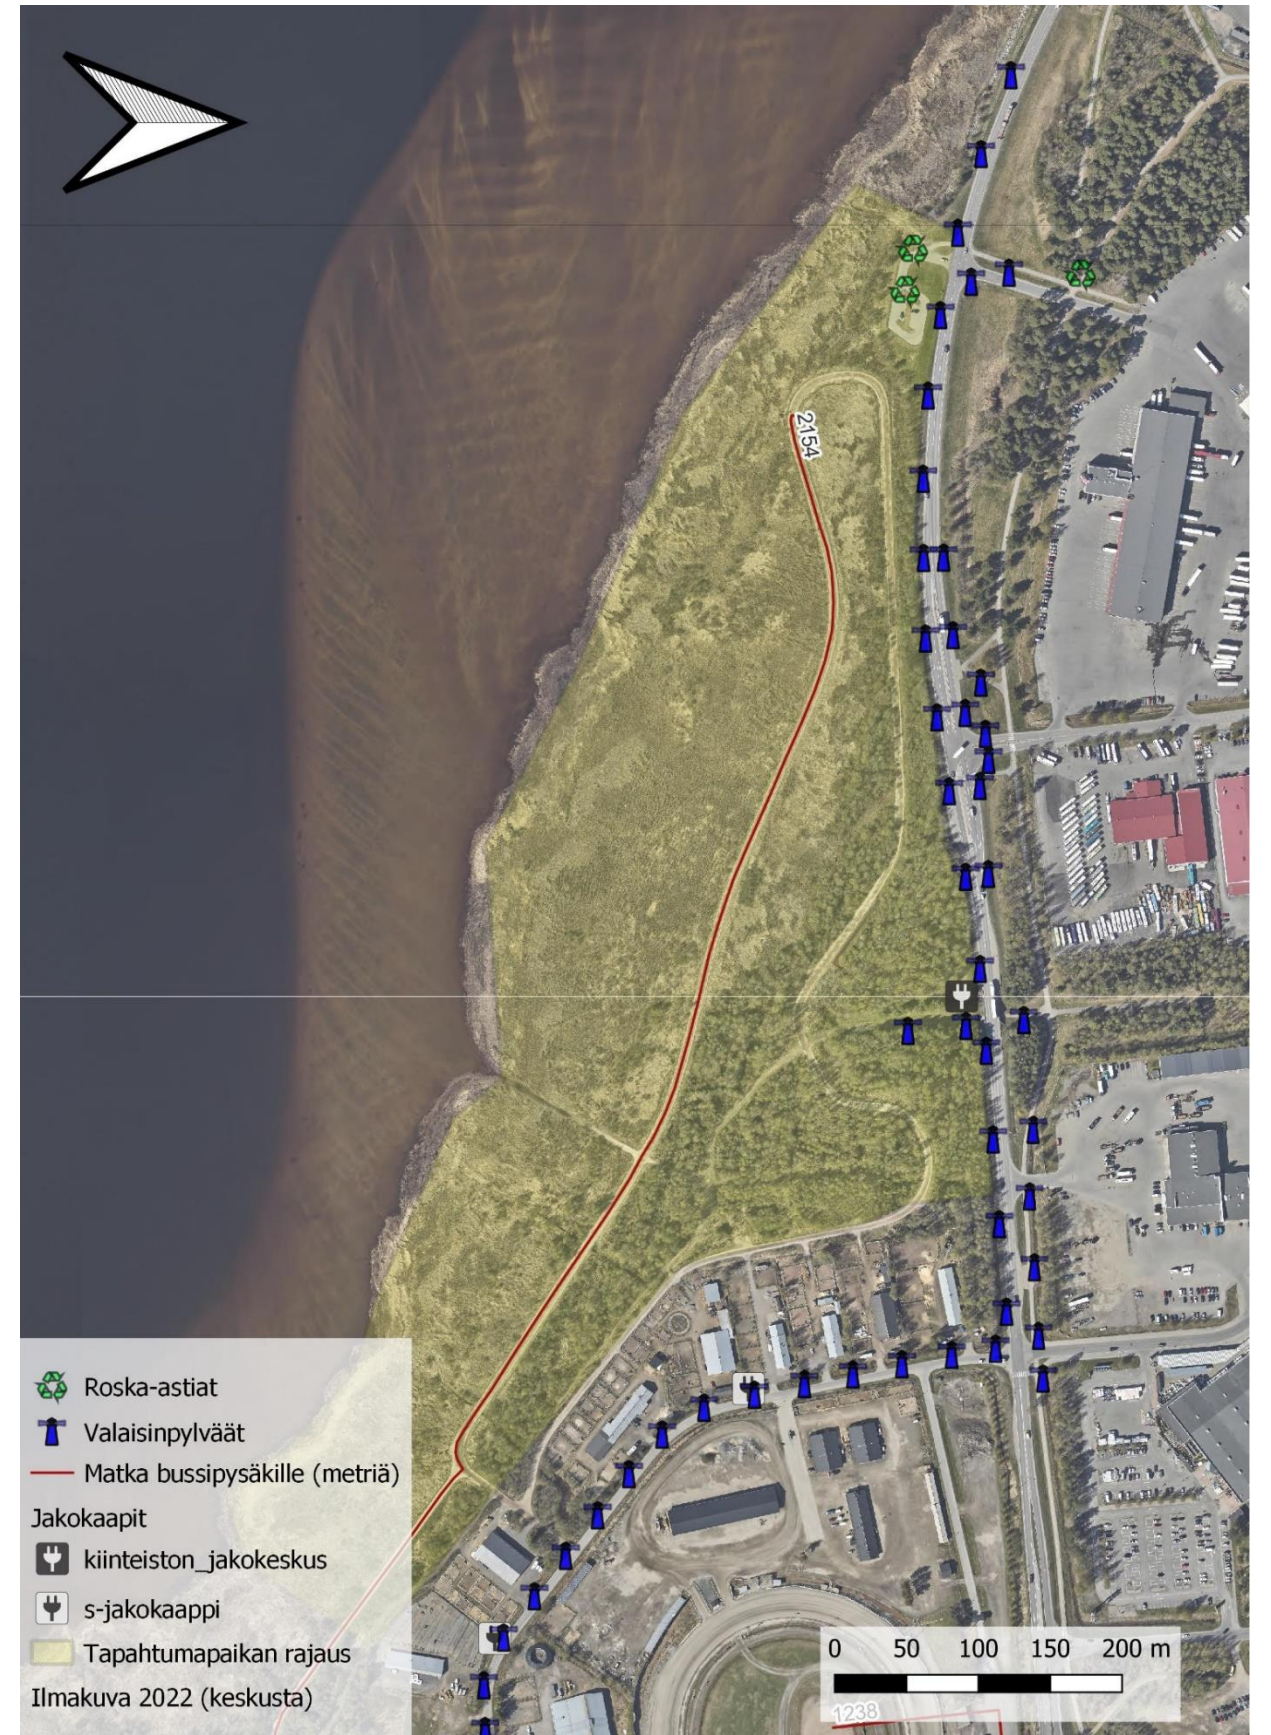 2154
Roska-astiat
Valaisinpylväät
Matka bussipysäkille (metriä)
Jakokaapit
kiinteiston_jakokeskus
s-jakokaappi
Tapahtumapaikan rajaus
Ilmakuva 2022 (keskusta)
0 50 100 150 200 m
1238